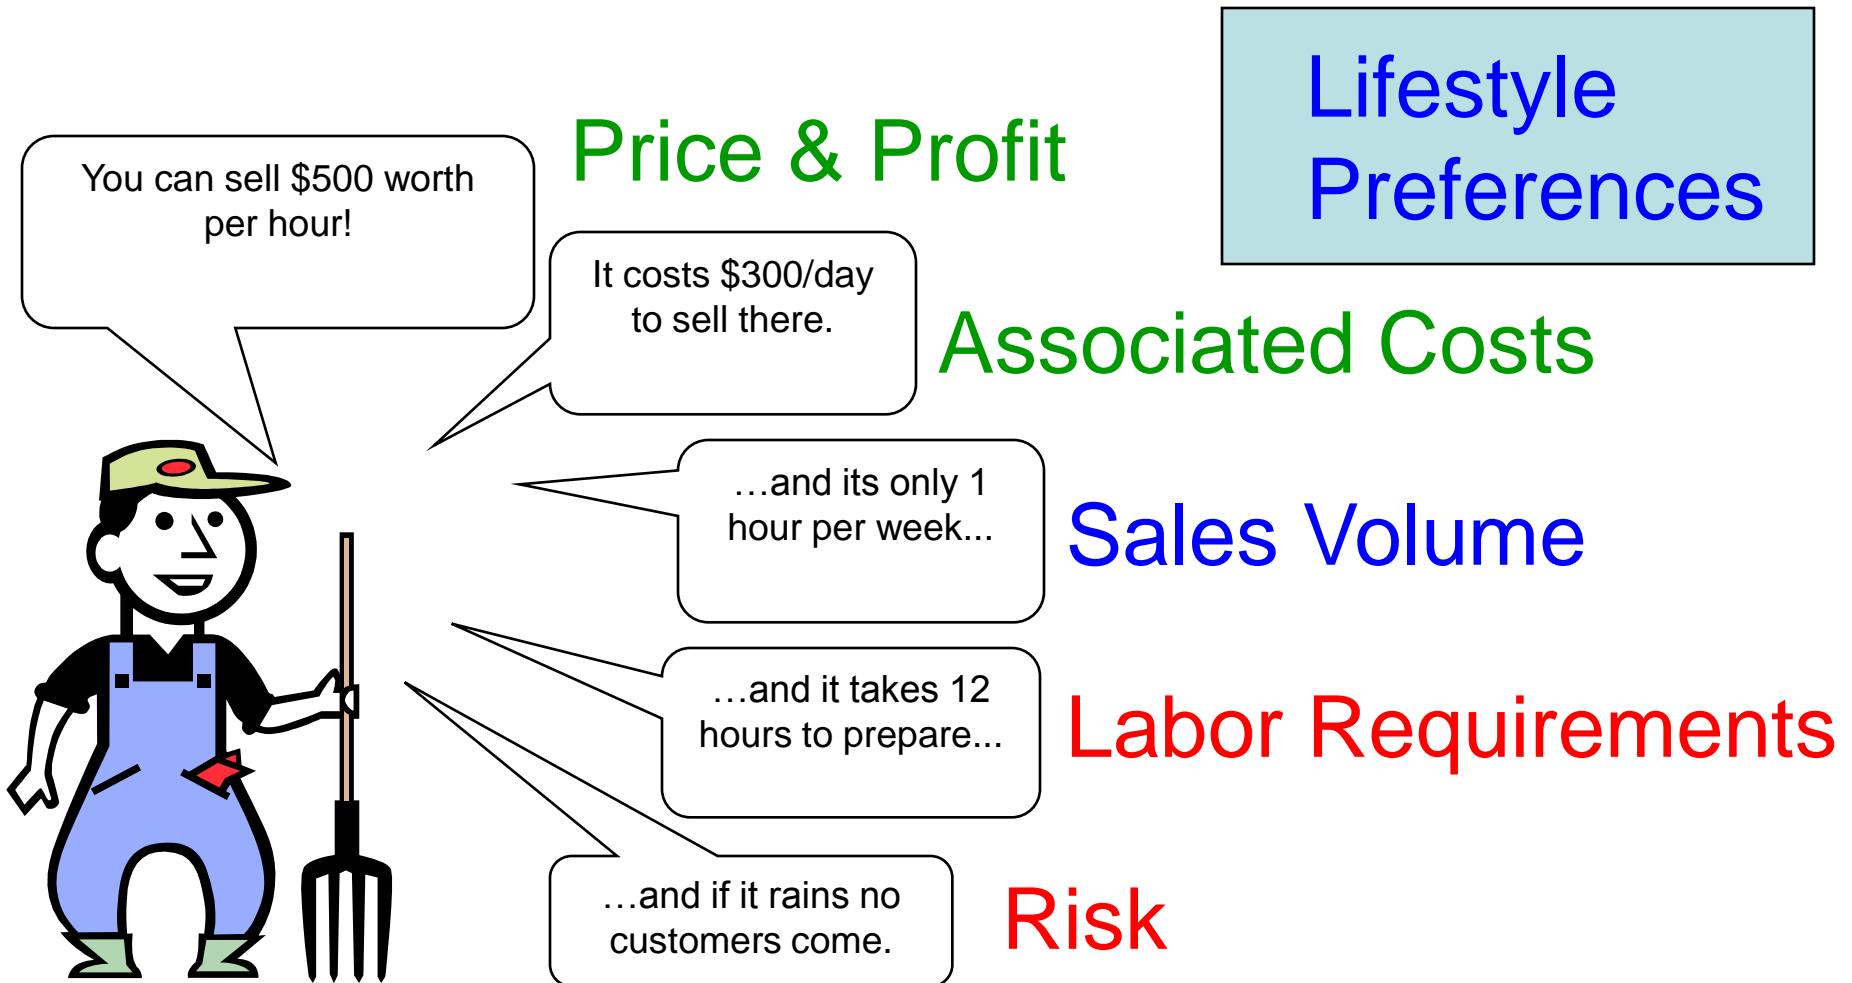 Lifestyle
Preferences
Price & Profit
You can sell $500 worth
per hour!
It costs $300/day
to sell there.
Associated Costs
…and its only 1
hour per week...
Sales Volume
…and it takes 12
hours to prepare...
Labor Requirements
…and if it rains no
customers come.
Risk